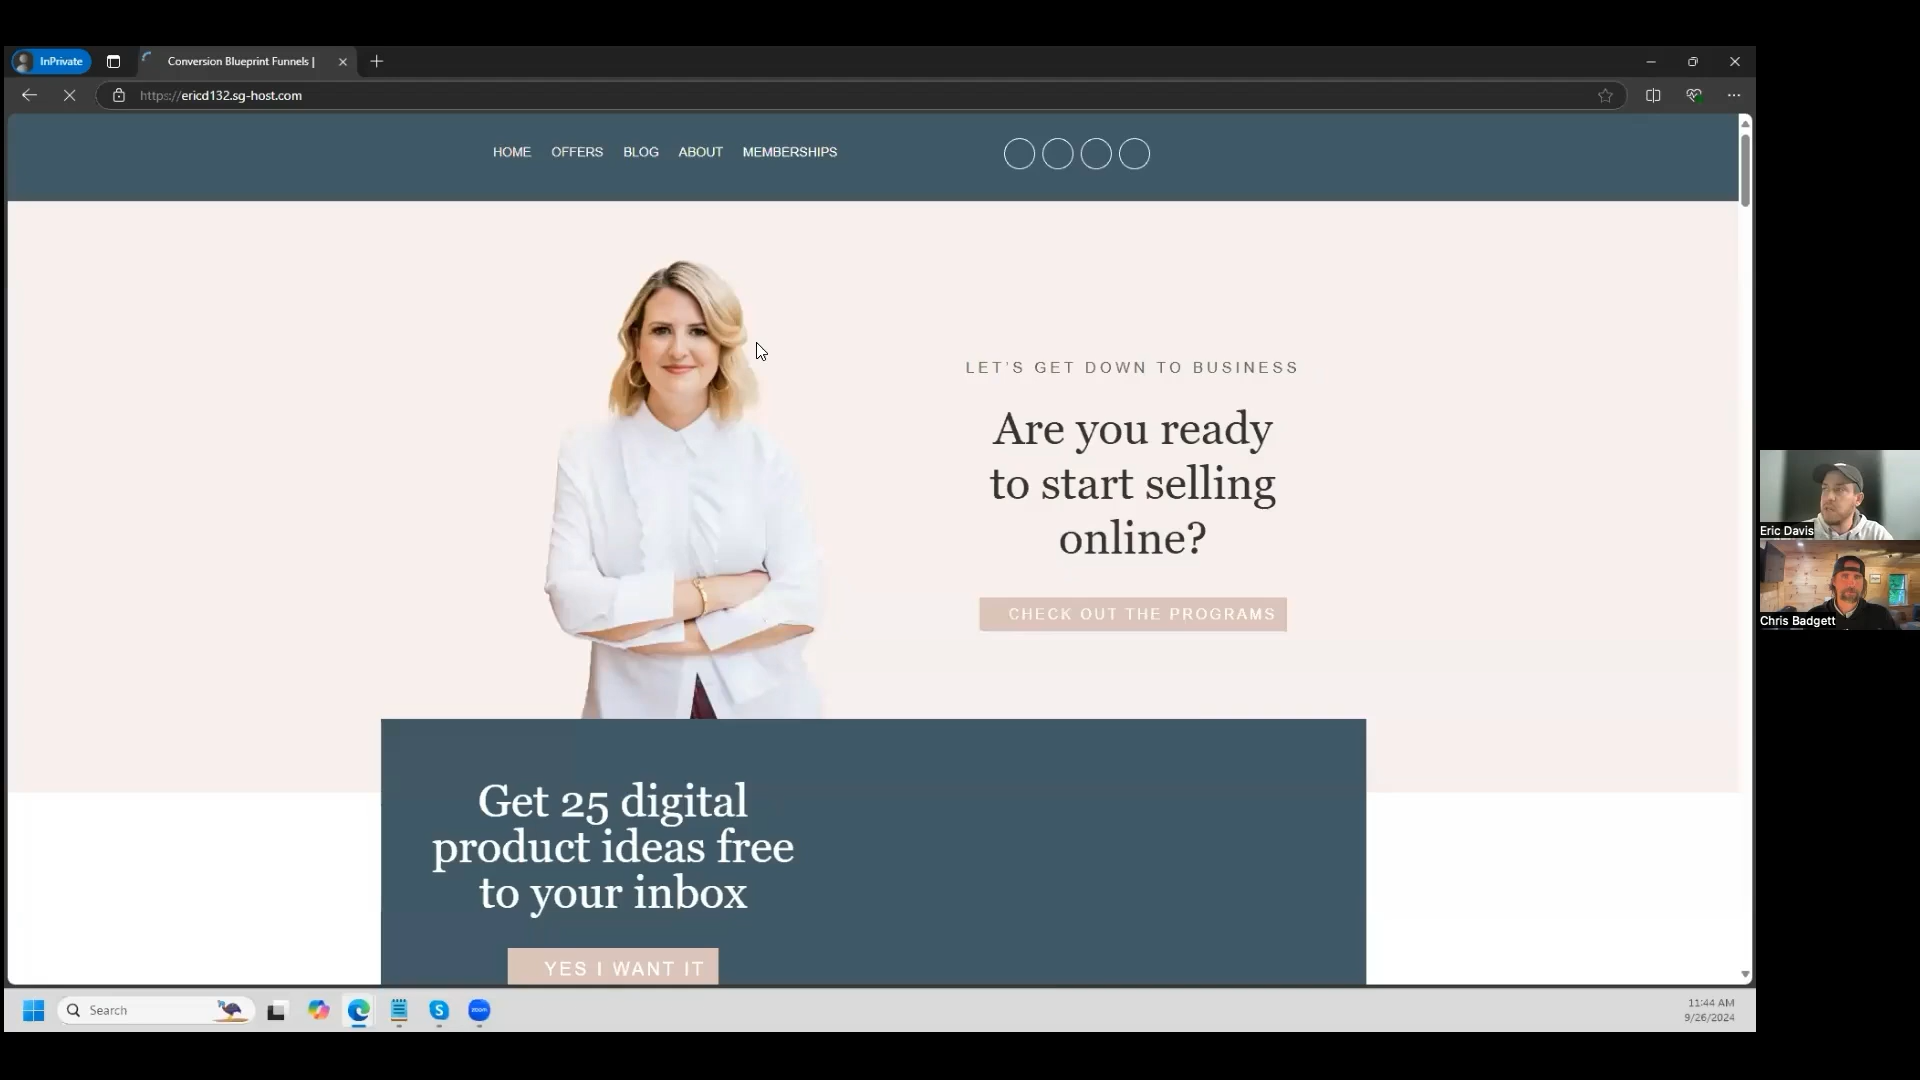 InPrivate
Conversion Blueprint Funnels |
https://ericd132.sg-host.com
HOME OFFERS BLOG ABOUT MEMBERSHIPS
LET'S GET DOWN TO BUSINESS
Are you ready
to start selling
online?
CHECK OUT THE PROGRAMS
Get 25 digital
product ideas free
to your inbox
YES I WANT IT
Eric Davis
Chris Badgett
Search
S
zoom
11:44 AM
9/26/2024